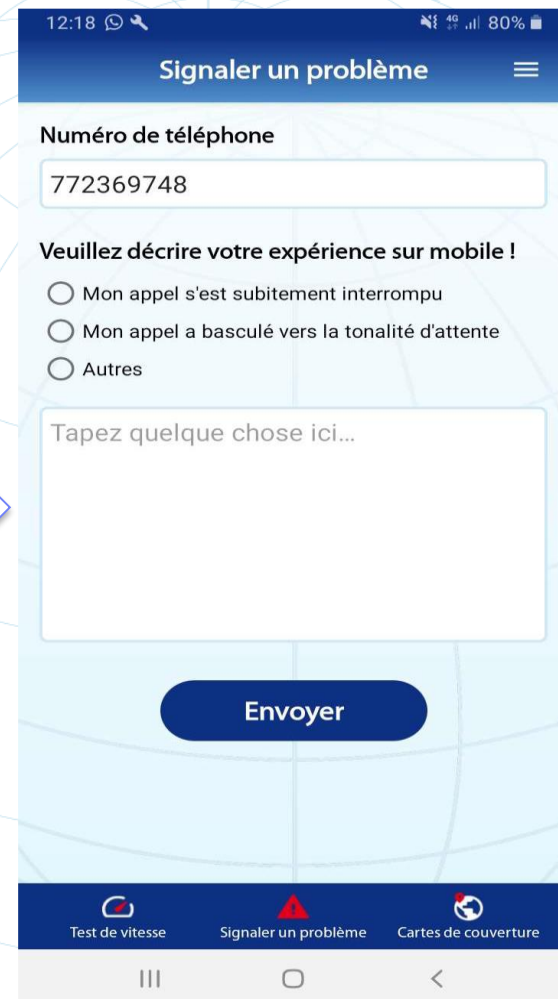 12:18 4G 80%
Signaler un problème
Numéro de téléphone
772369748
Veuillez décrire votre expérience sur mobile !
Mon appel s'est subitement interrompu
Mon appel a basculé vers la tonalité d'attente
Autres
Tapez quelque chose ici...
Envoyer
Test de vitesse Signaler un problème Cartes de couverture